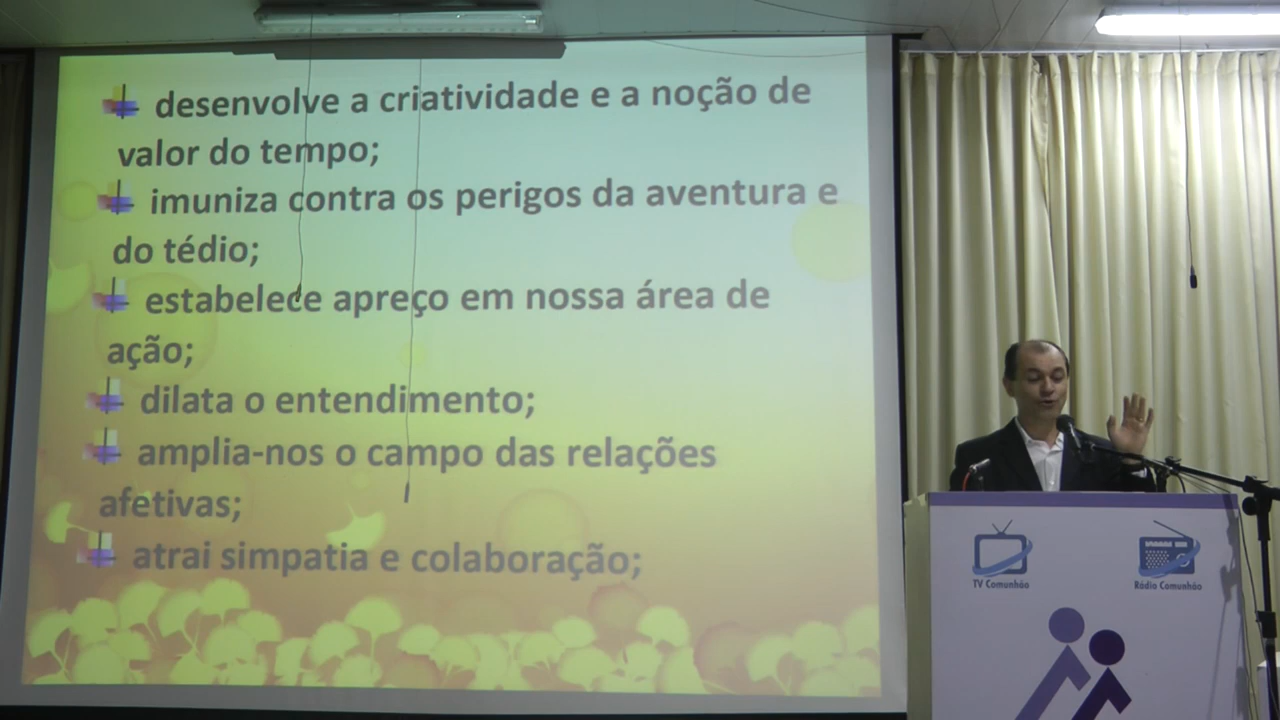 desenvolve a criatividade e a noção de
valor do tempo;
imuniza contra os perigos da aventura e
do tédio;
estabelece apreço em nossa área de
ação;
dilata o entendimento;
amplia-nos o campo das relações
afetivas;
atrai simpatia e colaboração;
TV Comunhão
Rádio Comunhão